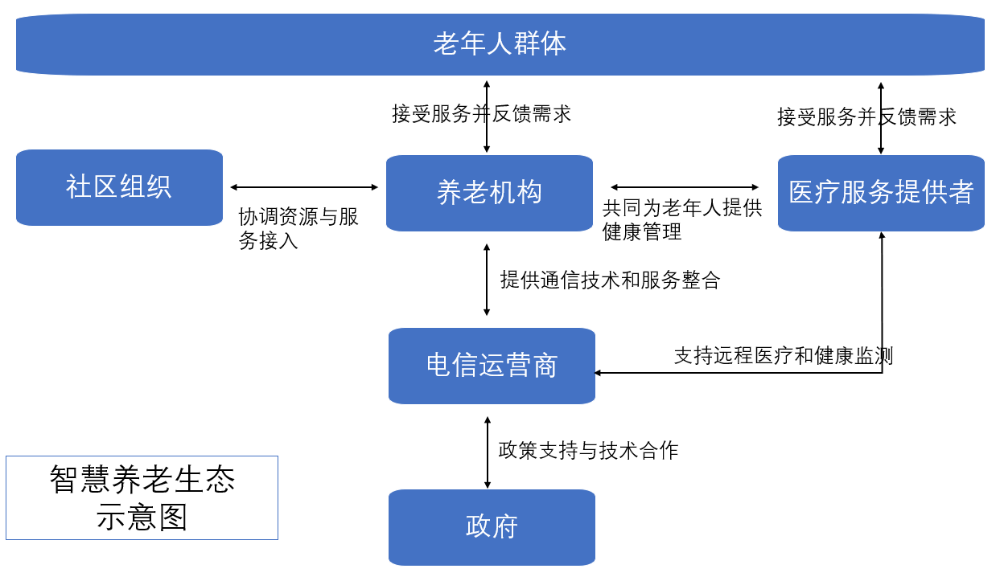 老年人群体
接受服务并反馈需求
接受服务并反馈需求
社区组织
养老机构
医疗服务提供者
协调资源与服
务接入
共同为老年人提供
健康管理
提供通信技术和服务整合
电信运营商
支持远程医疗和健康监测
政策支持与技术合作
智慧养老生态
示意图
政府